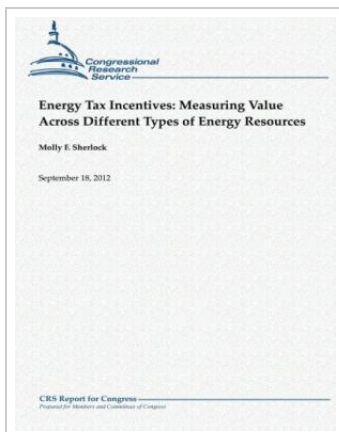 Congressional
Research
Service
Energy Tax Incentives: Measuring Value
Across Different Types of Energy Resources
Molly F. Sherlock
September 18, 2012
CRS Report for Congress
Prepared for Members and Committees of Congress